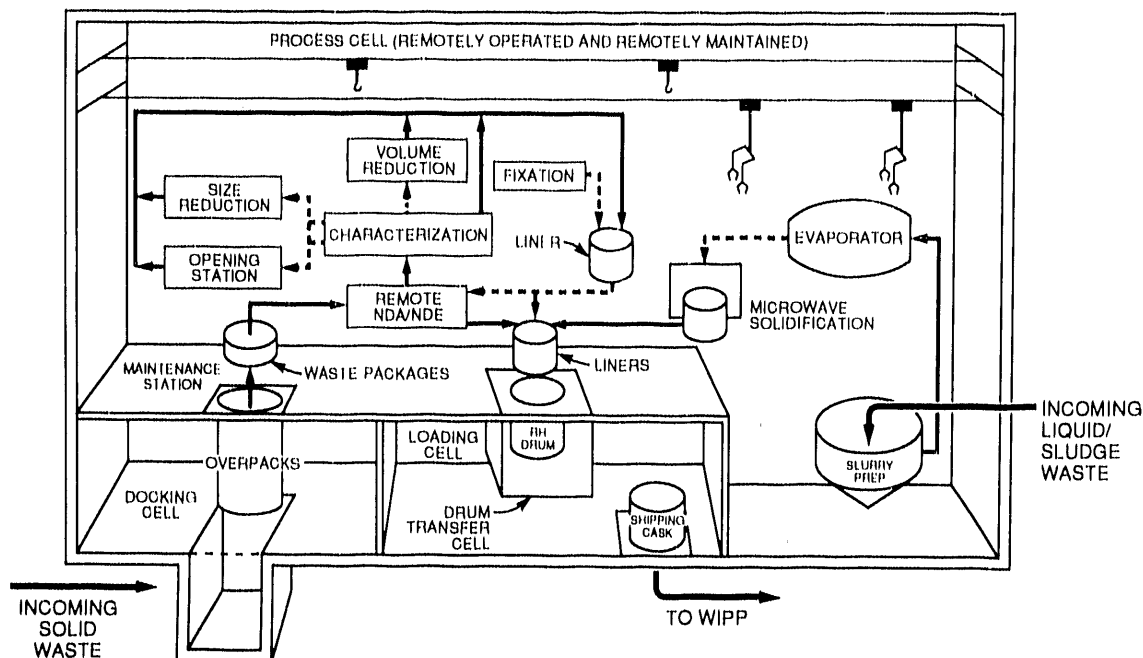 PROCESS CELL (REMOTELY OPERATED AND REMOTELY MAINTAINED)
VOLUME
REDUCTION
FIXATION
SIZE
REDUCTION
CHARACTERIZATION
LINER
EVAPORATOR
OPENING
STATION
REMOTE
NDA/NDE
MICROWAVE
SOLIDIFICATION
MAINTENANCE
STATION
WASTE PACKAGES
LINERS
INCOMING
LIQUID/
SLUDGE
WASTE
LOADING
CELL
RH
DRUM
SLURRY
PREP
OVERPACKS
DOCKING
CELL
DRUM
TRANSFER
CELL
SHIPPING
CASK
INCOMING
SOLID
WASTE
TO WIPP